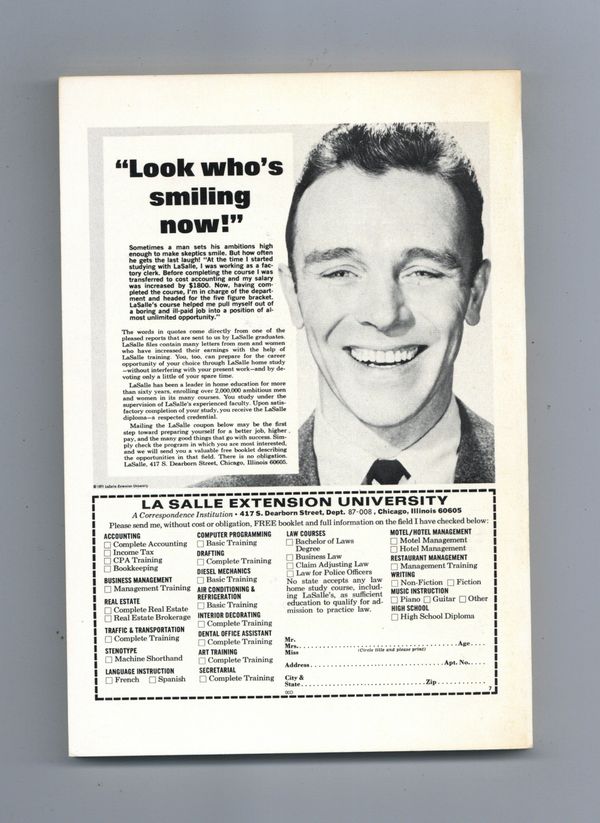 “Look who’s
smiling
now!”
Sometimes a man sets his ambitions high
enough to make skeptics smile. But how often
he gets the last laugh! “At the time I started
studying with LaSalle, I was working as a fac-
tory clerk. Before completing the course I was
transferred to cost accounting and my salary
was increased by $1800. Now, having com-
pleted the course, I’m in charge of the depart-
ment and headed for the five figure bracket.
LaSalle’s course helped me pull myself out of
a boring and ill-paid job into a position of al-
most unlimited opportunity.”
The words in quotes come directly from one of the
pleased reports that are sent to us by LaSalle graduates.
LaSalle files contain many letters from men and women
who have increased their earnings with the help of
LaSalle training. You, too, can prepare for the career
opportunity of your choice through LaSalle home study
—without interfering with your present work—and by de-
voting only a little of your spare time.
LaSalle has been a leader in home education for more
than sixty years, enrolling over 2,000,000 ambitious men
and women in its many courses. You study under the
supervision of LaSalle’s experienced faculty. Upon satis-
factory completion of your study, you receive the LaSalle
diploma—a respected credential.
Mailing the LaSalle coupon below may be the first
step toward preparing yourself for a better job, higher
pay, and the many good things that go with success. Sim-
ply check the program in which you are most interested,
and we will send you a valuable free booklet describing
the opportunities in that field. There is no obligation.
LaSalle, 417 S. Dearborn Street, Chicago, Illinois 60605.
© 1971 LaSalle Extension University
LA SALLE EXTENSION UNIVERSITY
A Correspondence Institution • 417 S. Dearborn Street, Dept. 87-008, Chicago, Illinois 60605
Please send me, without cost or obligation, FREE booklet and full information on the field I have checked below:
ACCOUNTING
☐ Complete Accounting
☐ Income Tax
☐ CPA Training
☐ Bookkeeping
BUSINESS MANAGEMENT
☐ Management Training
REAL ESTATE
☐ Complete Real Estate
☐ Real Estate Brokerage
TRAFFIC & TRANSPORTATION
☐ Complete Training
STENOTYPE
☐ Machine Shorthand
LANGUAGE INSTRUCTION
☐ French ☐ Spanish
COMPUTER PROGRAMMING
☐ Basic Training
DRAFTING
☐ Complete Training
DIESEL MECHANICS
☐ Basic Training
AIR CONDITIONING &
REFRIGERATION
☐ Basic Training
INTERIOR DECORATING
☐ Complete Training
DENTAL OFFICE ASSISTANT
☐ Complete Training
ART TRAINING
☐ Complete Training
SECRETARIAL
☐ Complete Training
LAW COURSES
☐ Bachelor of Laws
Degree
☐ Business Law
☐ Claim Adjusting Law
☐ Law for Police Officers
No state accepts any law
home study course, includ-
ing LaSalle’s, as sufficient
education to qualify for ad-
mission to practice law.
MOTEL/HOTEL MANAGEMENT
☐ Motel Management
☐ Hotel Management
RESTAURANT MANAGEMENT
☐ Management Training
WRITING
☐ Non-Fiction ☐ Fiction
MUSIC INSTRUCTION
☐ Piano ☐ Guitar ☐ Other
HIGH SCHOOL
☐ High School Diploma
Mr.
Mrs. Age
Miss (Circle title and please print)
Address Apt. No.
City &
State Zip
003 7